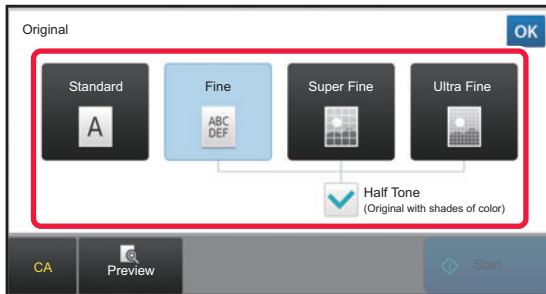 Original
OK
Standard
Fine
Super Fine
Ultra Fine
A
ABC
DEF
Half Tone
(Original with shades of color)
CA
Preview
Start